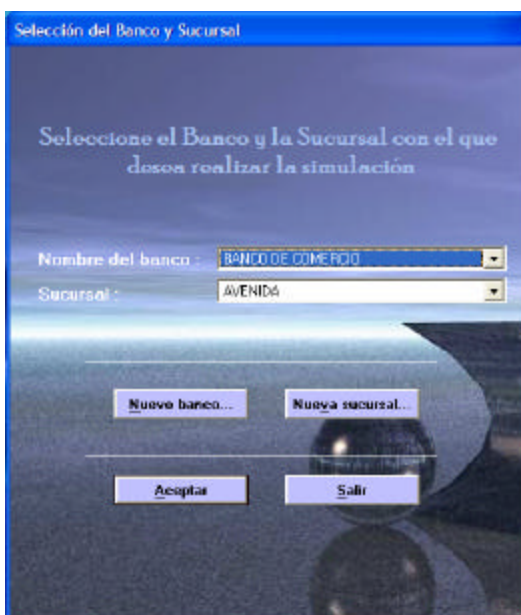 Selección del Banco y Sucursal
Seleccione el Banco y la Sucursal con el que
desea realizar la simulación
Nombre del banco : BANCO DE COMERCIO
Sucursal : AVENIDA
Nuevo banco... Nueva sucursal...
Aceptar Salir